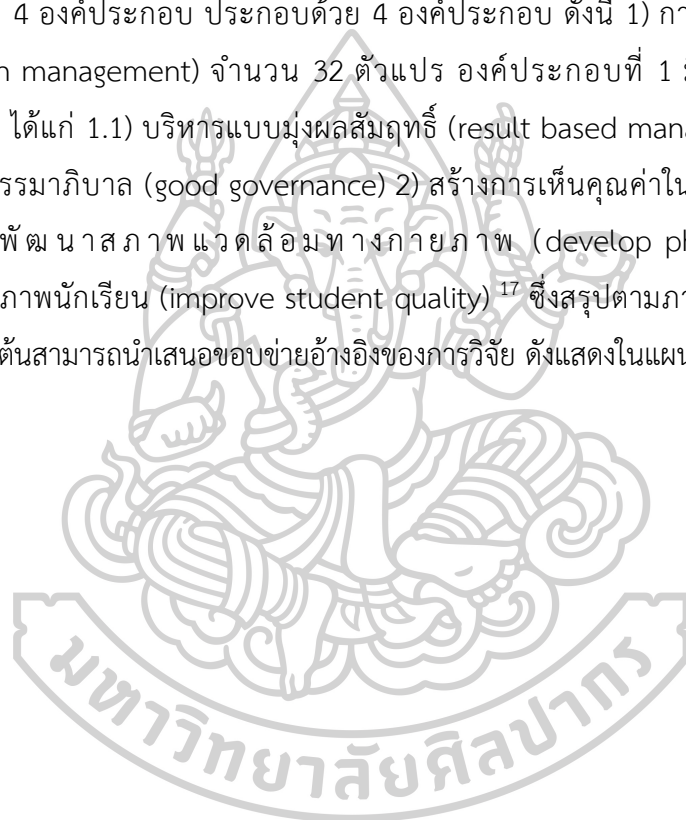 4 องค์ประกอบ ประกอบด้วย 4 องค์ประกอบ ดังนี้ 1) กา
n management) จำนวน 32 ตัวแปร องค์ประกอบที่ 1
ได้แก่ 1.1) บริหารแบบมุ่งผลสัมฤทธิ์ (result based mana
รรมาภิบาล (good governance) 2) สร้างการเห็นคุณค่าใน
พัฒนาสภาพแวดล้อมทางกายภาพ (develop ph
ภาพนักเรียน (improve student quality) 17 ซึ่งสรุปตามภา
ต้นสามารถนำเสนอขอบข่ายอ้างอิงของการวิจัย ดังแสดงในแผน
มหาวิทยาลัยศิลปากร